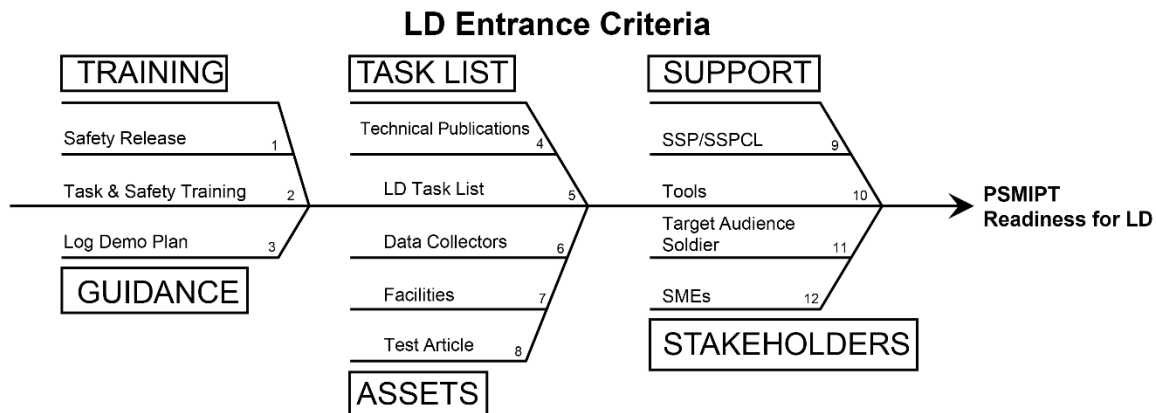 LD Entrance Criteria
TRAINING
Safety Release 1
Task & Safety Training 2
Log Demo Plan 3
GUIDANCE
TASK LIST
Technical Publications 4
LD Task List 5
Data Collectors 6
Facilities 7
Test Article 8
ASSETS
SUPPORT
SSP/SSPCL 9
Tools 10
Target Audience
Soldier 11
SMEs 12
STAKEHOLDERS
PSMIPT
Readiness for LD